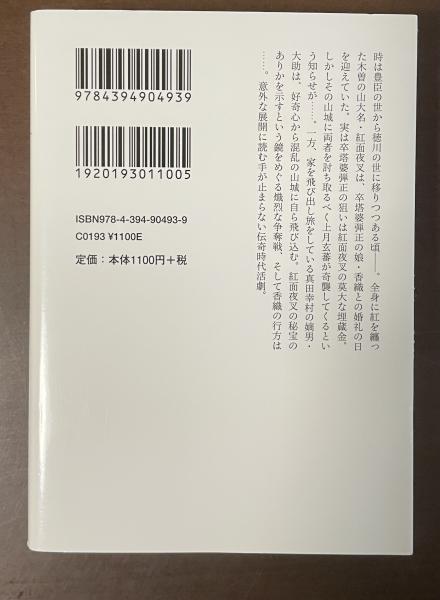 時は豊臣の世から徳川の世に移りつつある頃――。全身に紅を纏っ
た木曽の山大名・紅面夜叉は、卒塔婆弾正の娘・香織との婚礼の日
を迎えていた。実は卒塔婆弾正の狙いは紅面夜叉の莫大な埋蔵金。
しかしその山城に両者を討ち取るべく上月玄蕃が奇襲してくるとい
う知らせが……。一方、家を飛び出し旅をしている真田幸村の嫡男・
大助は、好奇心から混乱の山城に自ら飛び込む。紅面夜叉の秘宝の
ありかを示すという鏡をめぐる熾烈な争奪戦、そして香織の行方は
……。意外な展開に読む手が止まらない伝奇時代活劇。
9784394904939
1920193011005
ISBN978-4-394-90493-9
C0193 ¥1100E
定価：本体1100円+税